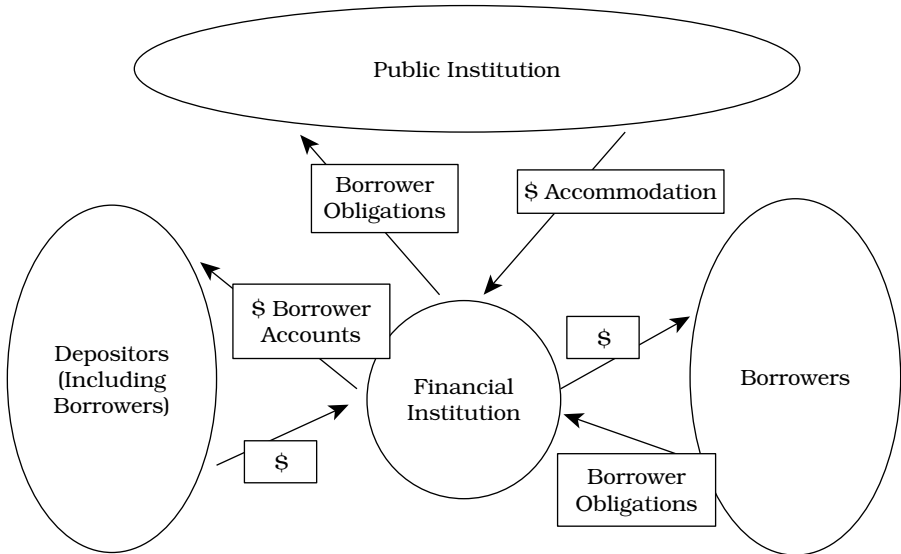 Public Institution
Borrower
Obligations
$ Accommodation
$ Borrower
Accounts
$
Depositors
(Including
Borrowers)
Financial
Institution
Borrowers
$
Borrower
Obligations